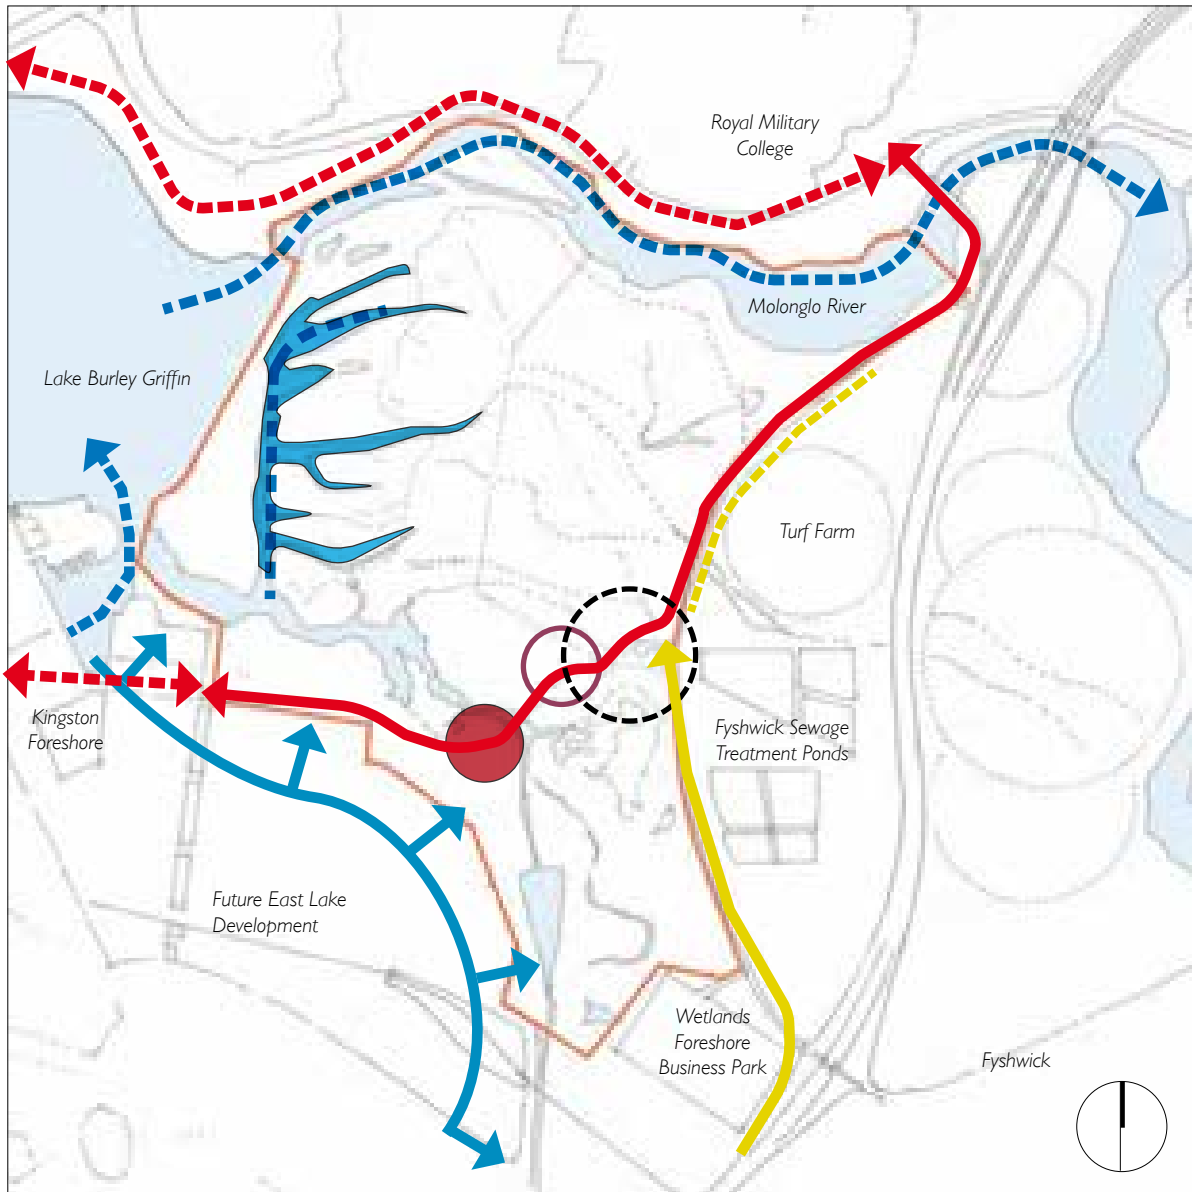 Royal Military
College
Molonglo River
Lake Burley Griffin
Turf Farm
Kingston
Foreshore
Fyshwick Sewage
Treatment Ponds
Future East Lake
Development
Wetlands
Foreshore
Business Park
Fyshwick